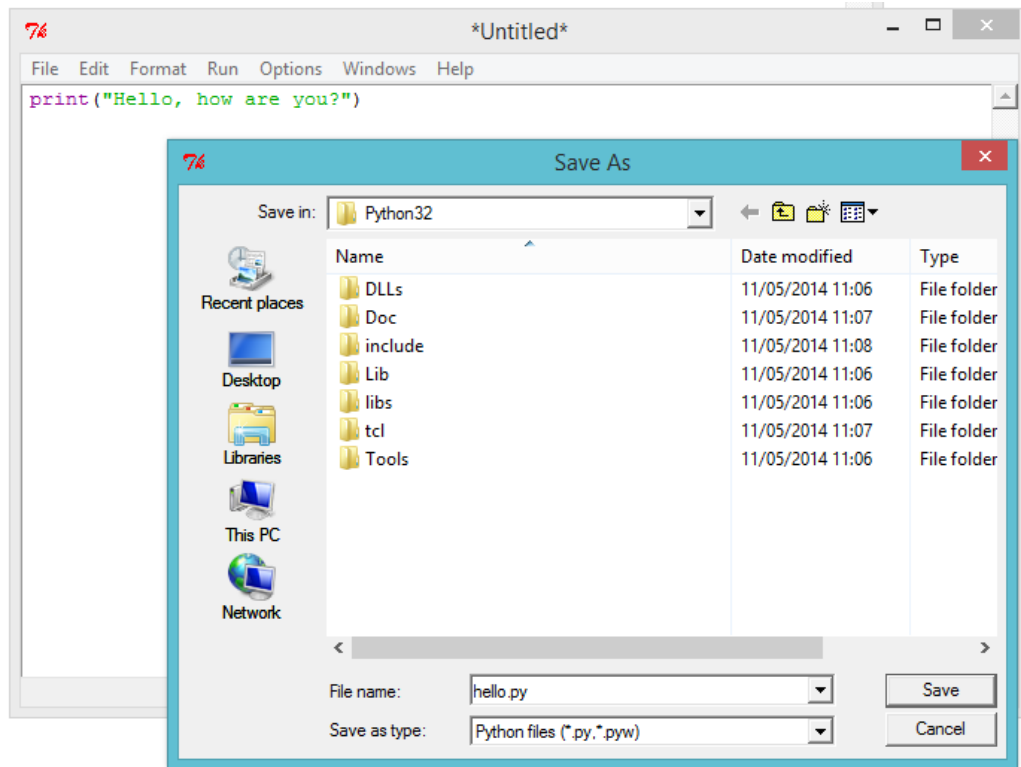 *Untitled*
File Edit Format Run Options Windows Help
print("Hello, how are you?")
Save As
Save in: Python32
Name Date modified Type
DLLs 11/05/2014 11:06 File folder
Doc 11/05/2014 11:07 File folder
include 11/05/2014 11:08 File folder
Lib 11/05/2014 11:06 File folder
libs 11/05/2014 11:06 File folder
tcl 11/05/2014 11:07 File folder
Tools 11/05/2014 11:06 File folder
Recent places
Desktop
Libraries
This PC
Network
File name: hello.py Save
Save as type: Python files (*.py,*.pyw) Cancel